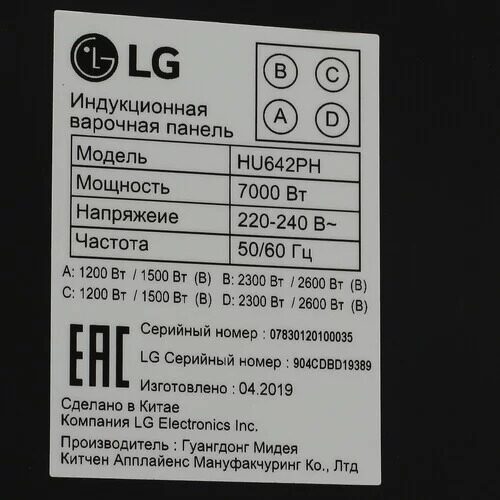 LG
B C
A D
Индукционная
варочная панель
Модель HU642PH
Мощность 7000 Вт
Напряжеие 220-240 В~
Частота 50/60 Гц
A: 1200 Вт / 1500 Вт (B) B: 2300 Вт / 2600 Вт (B)
C: 1200 Вт / 1500 Вт (B) D: 2300 Вт / 2600 Вт (B)
EAC
Серийный номер : 07830120100035
LG Серийный номер : 904CDBD19389
Изготовлено : 04.2019
Сделано в Китае
Компания LG Electronics Inc.
Производитель : Гуангдонг Мидея
Китчен Апплайенс Мануфакчуринг Ко., Лтд